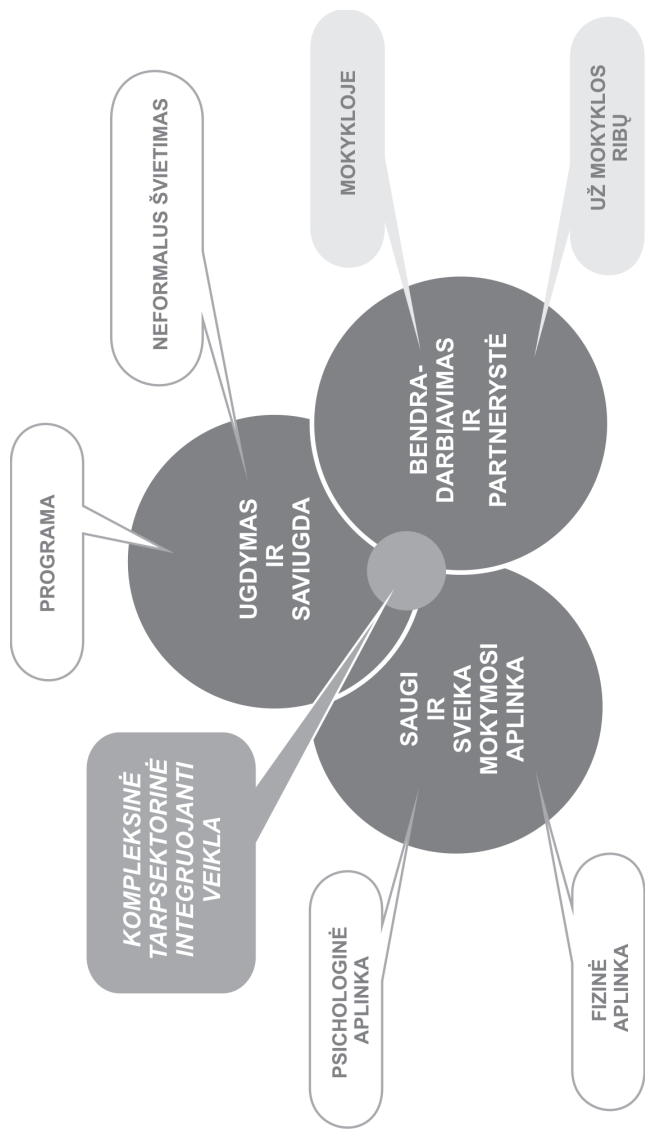 PROGRAMA
NEFORMALUS ŠVIETIMAS
KOMPLEKSINĖ
TARPSEKTORINĖ
INTEGRUOJANTI
VEIKLA
UGDYMAS
IR
SAVIUGDA
PSICHOLOGINĖ
APLINKA
SAUGI
IR
SVEIKA
MOKYMOSI
APLINKA
BENDRA-
DARBIAVIMAS
IR
PARTNERYSTĖ
MOKYKLOJE
FIZINĖ
APLINKA
UŽ MOKYKLOS
RIBŲ